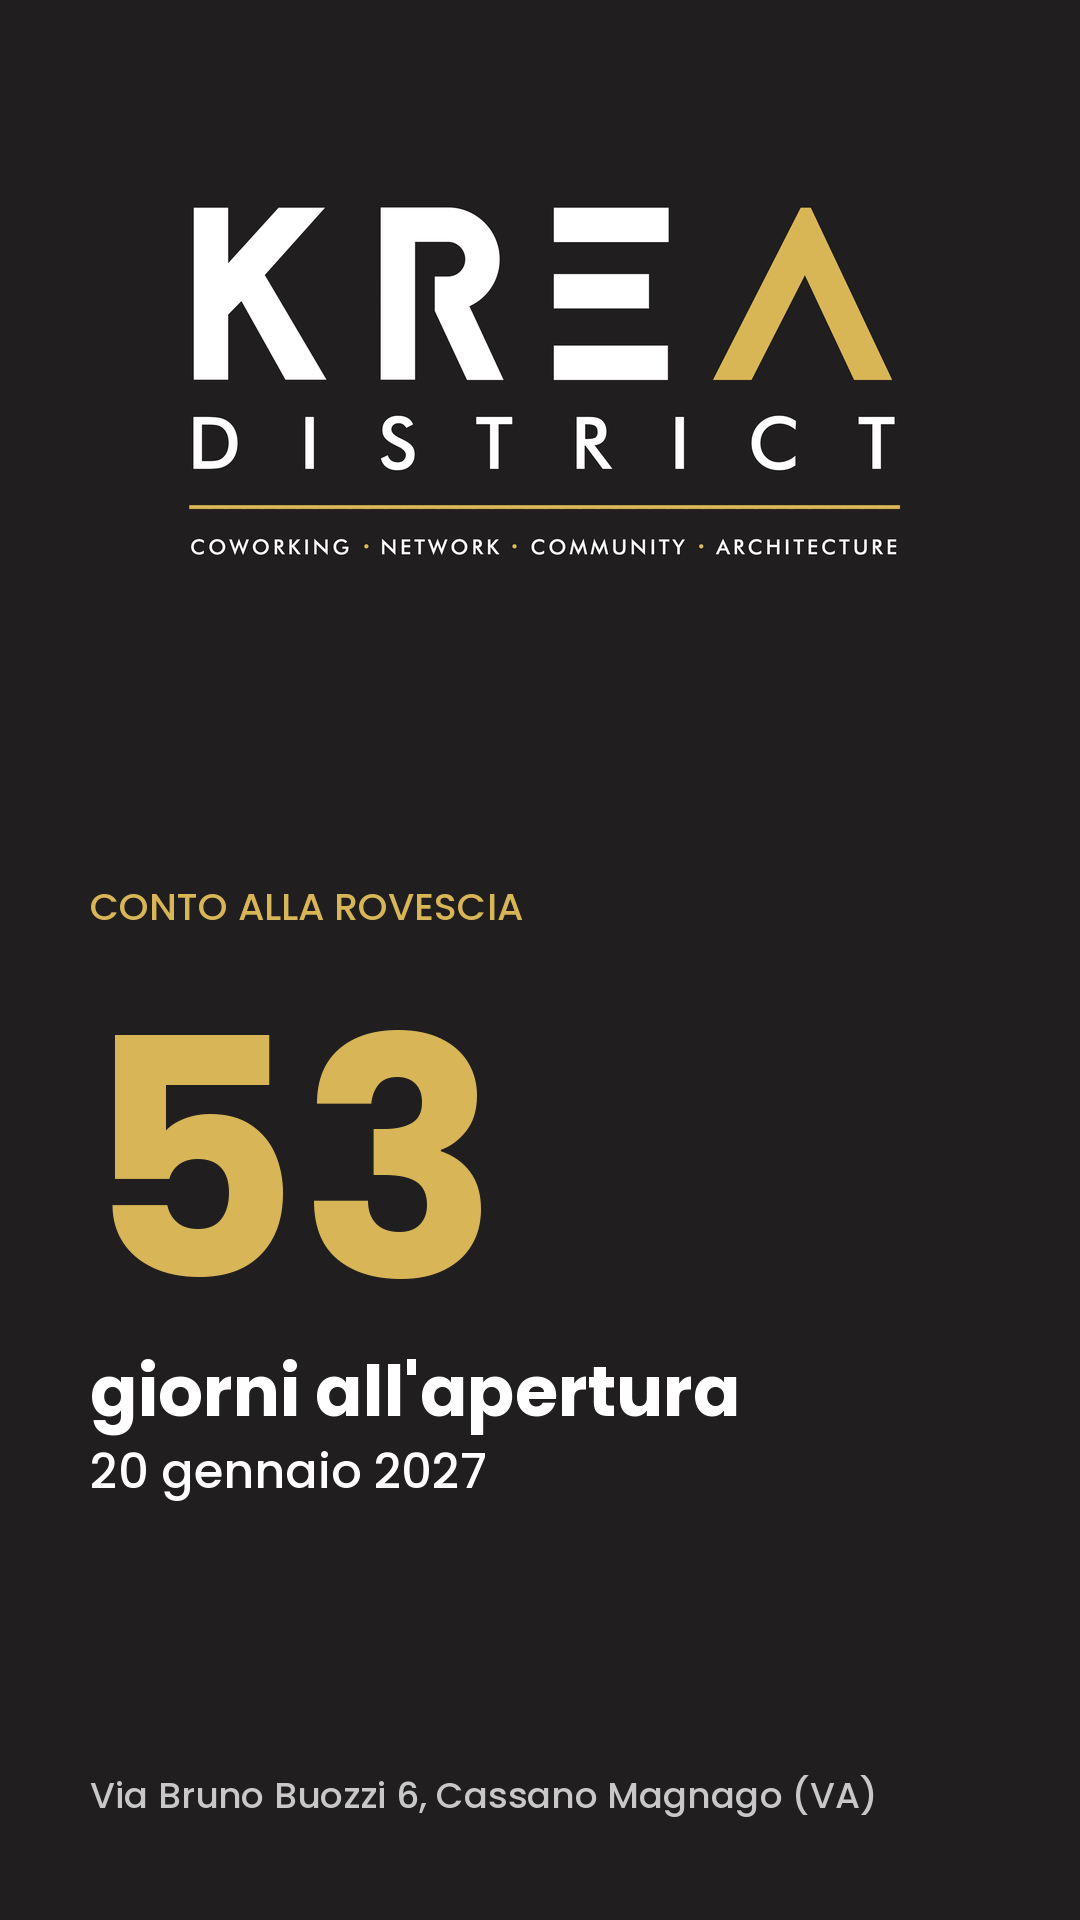 KREA
DISTRICT
COWORKING · NETWORK · COMMUNITY · ARCHITECTURE
CONTO ALLA ROVESCIA
53
giorni all'apertura
20 gennaio 2027
Via Bruno Buozzi 6, Cassano Magnago (VA)